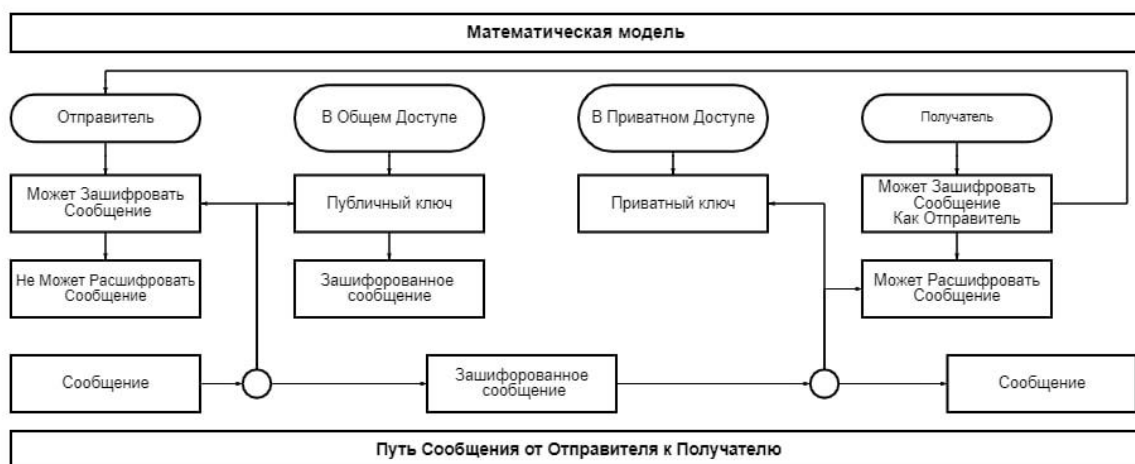 Математическая модель
Отправитель
В Общем Доступе
В Приватном Доступе
Получатель
Может Зашифровать
Сообщение
Публичный ключ
Приватный ключ
Может Зашифровать
Сообщение
Как Отправитель
Не Может Расшифровать
Сообщение
Зашифорованное
сообщение
Может Расшифровать
Сообщение
Сообщение
Зашифорованное
сообщение
Сообщение
Путь Сообщения от Отправителя к Получателю